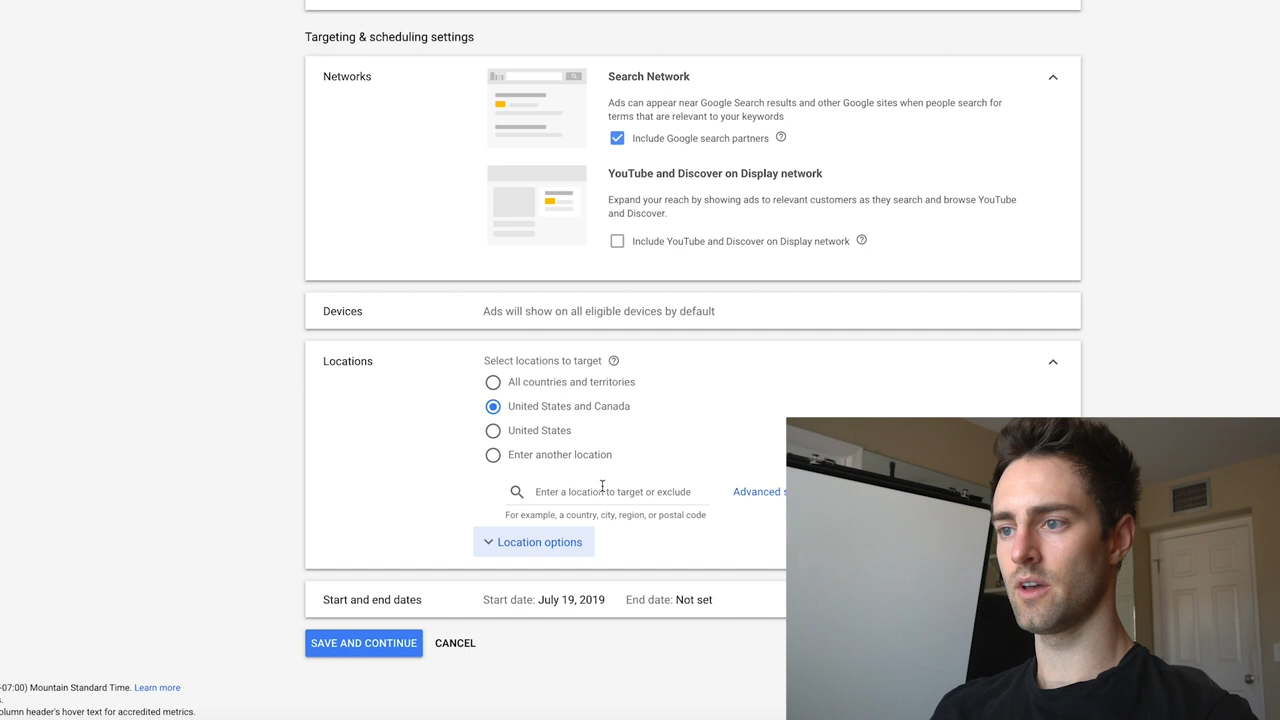 Targeting & scheduling settings
Networks
Search Network
Ads can appear near Google Search results and other Google sites when people search for
terms that are relevant to your keywords
Include Google search partners
YouTube and Discover on Display network
Expand your reach by showing ads to relevant customers as they search and browse YouTube
and Discover.
Include YouTube and Discover on Display network
Devices
Ads will show on all eligible devices by default
Locations
Select locations to target
All countries and territories
United States and Canada
United States
Enter another location
Enter a location to target or exclude
Advanced s
For example, a country, city, region, or postal code
Location options
Start and end dates
Start date: July 19, 2019
End date: Not set
SAVE AND CONTINUE
CANCEL
-07:00) Mountain Standard Time. Learn more
s.
olumn header's hover text for accredited metrics.